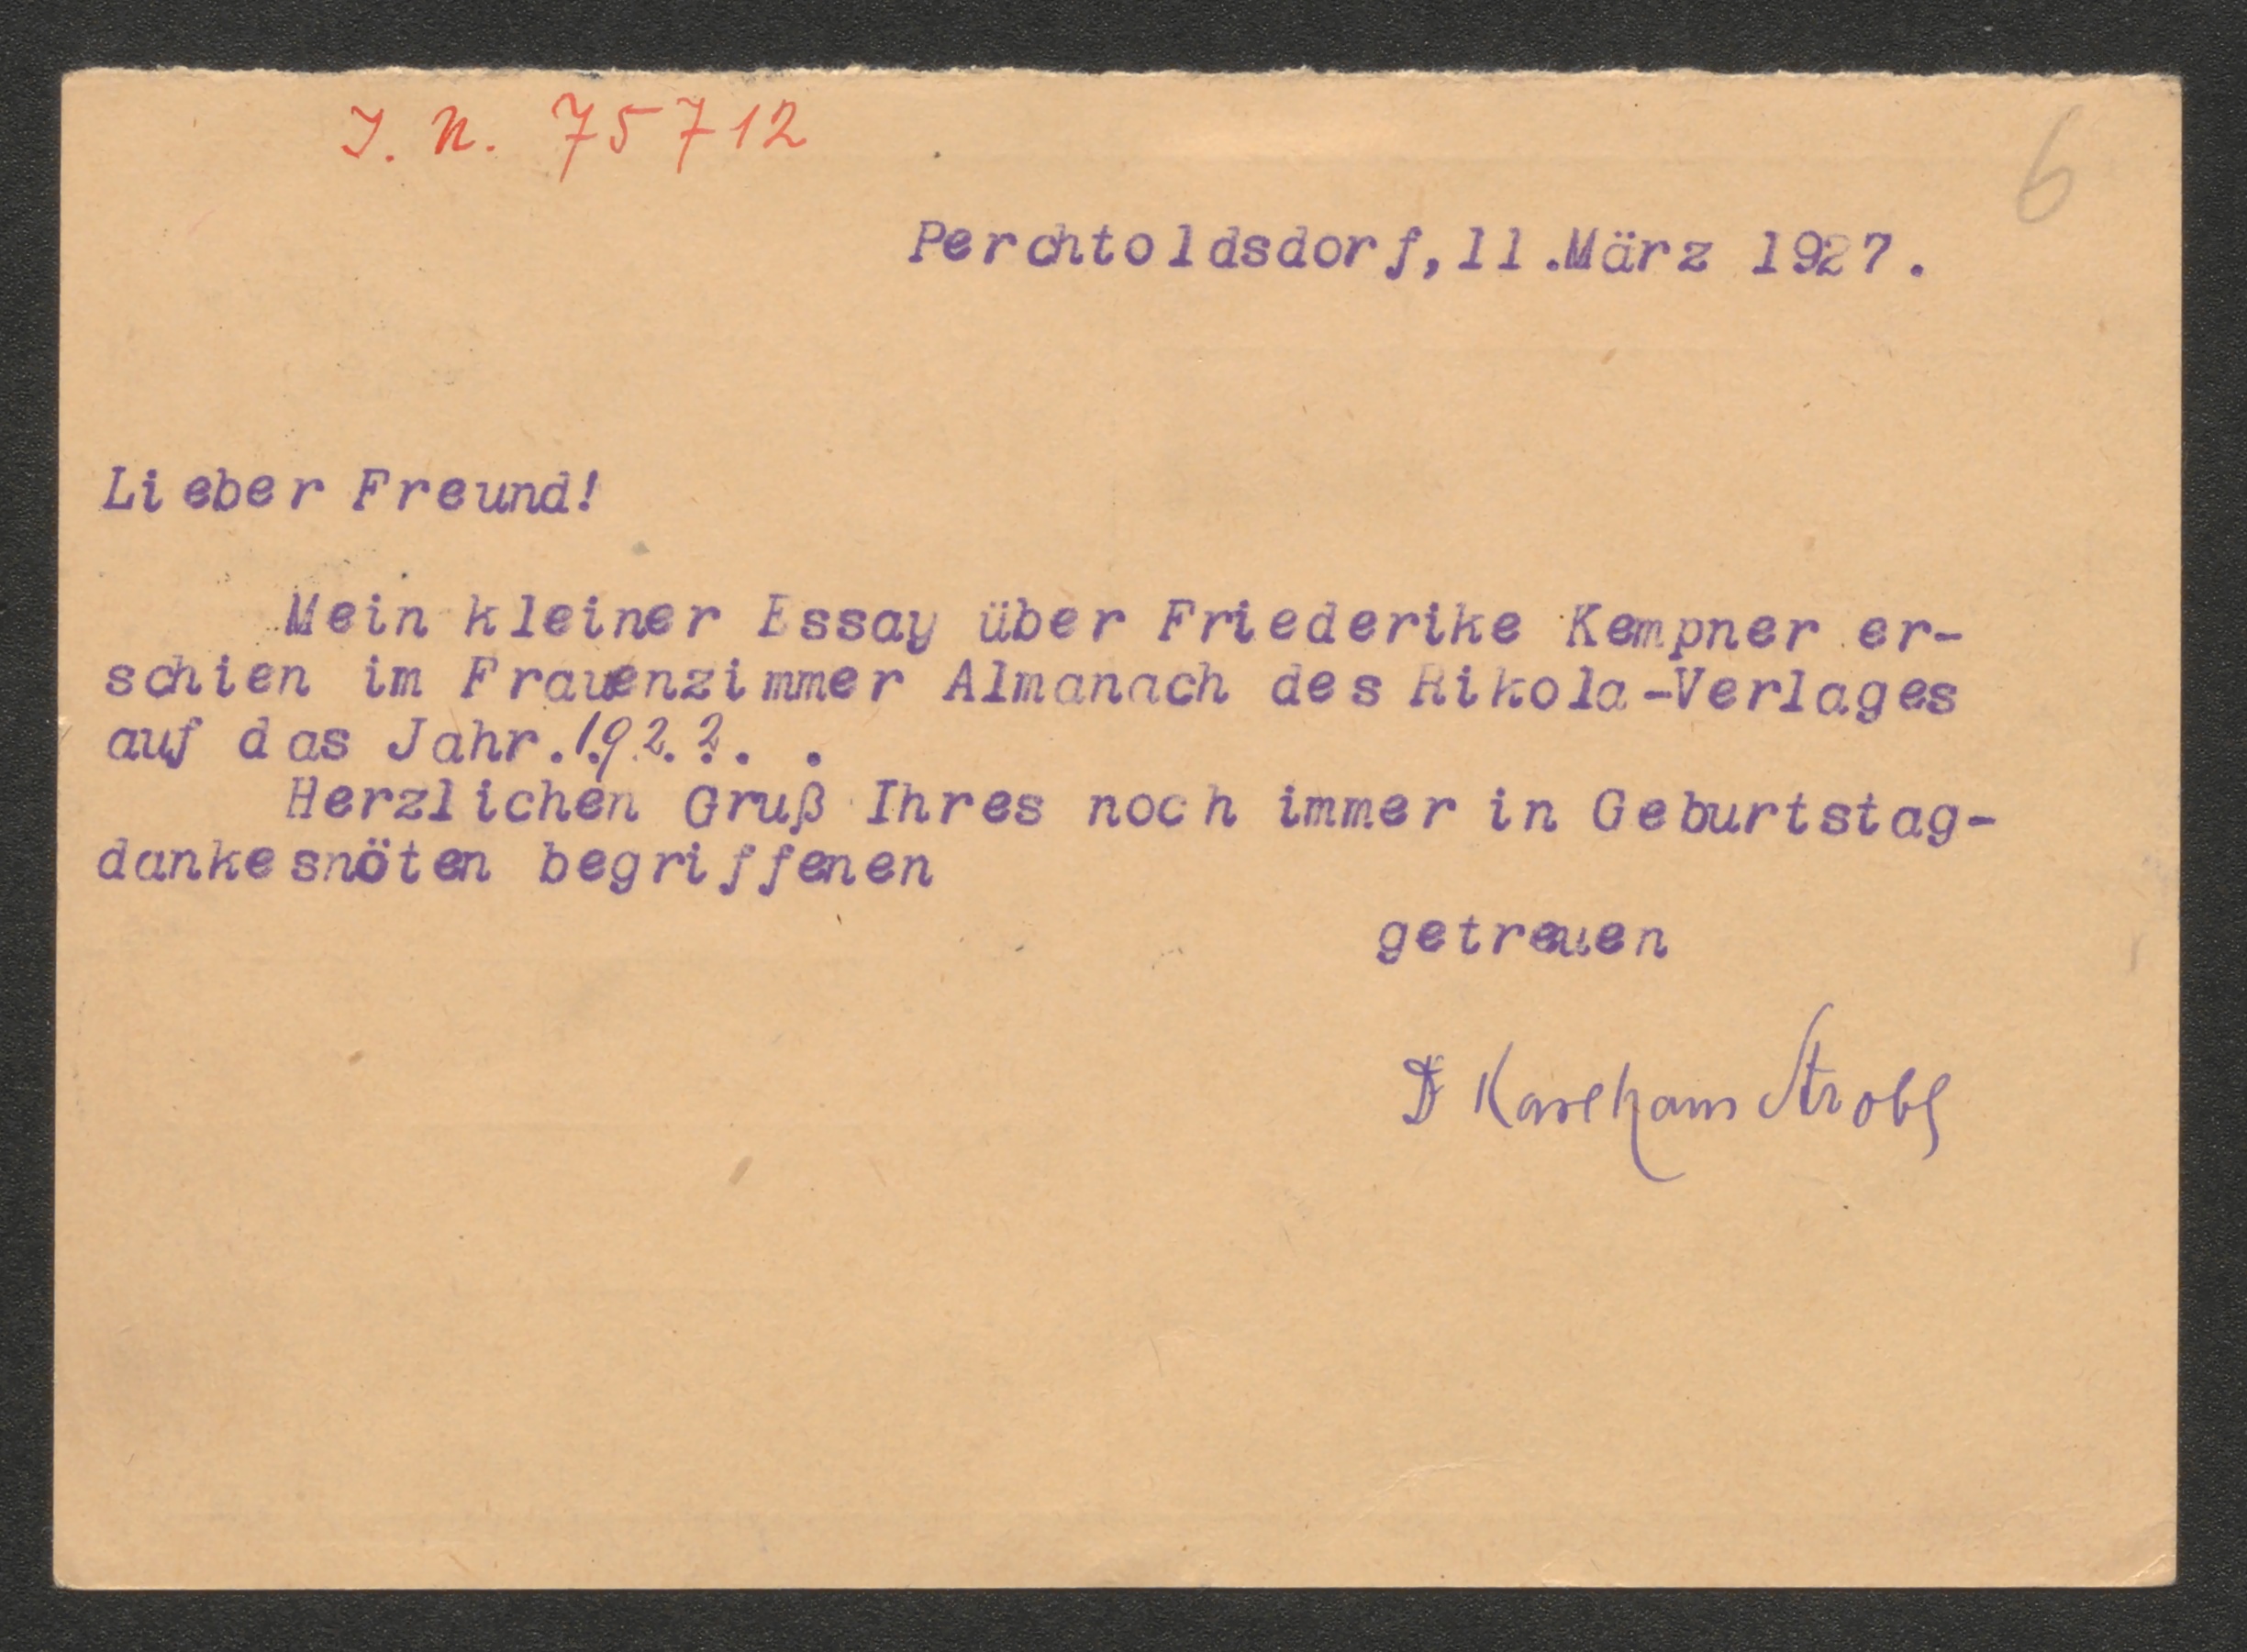 I. N. 75712
6
Perchtoldsdorf,11.März 1927.
Lieber Freund!
Mein kleiner Essay über Friederike Kempner er-
schien im Frauenzimmer Almanach des Rikola-Verlages
auf das Jahr.1922. .
Herzlichen Gruß Ihres noch immer in Geburtstag-
dankesnöten begriffenen
getreuen
Dr Karl Hans Strobl